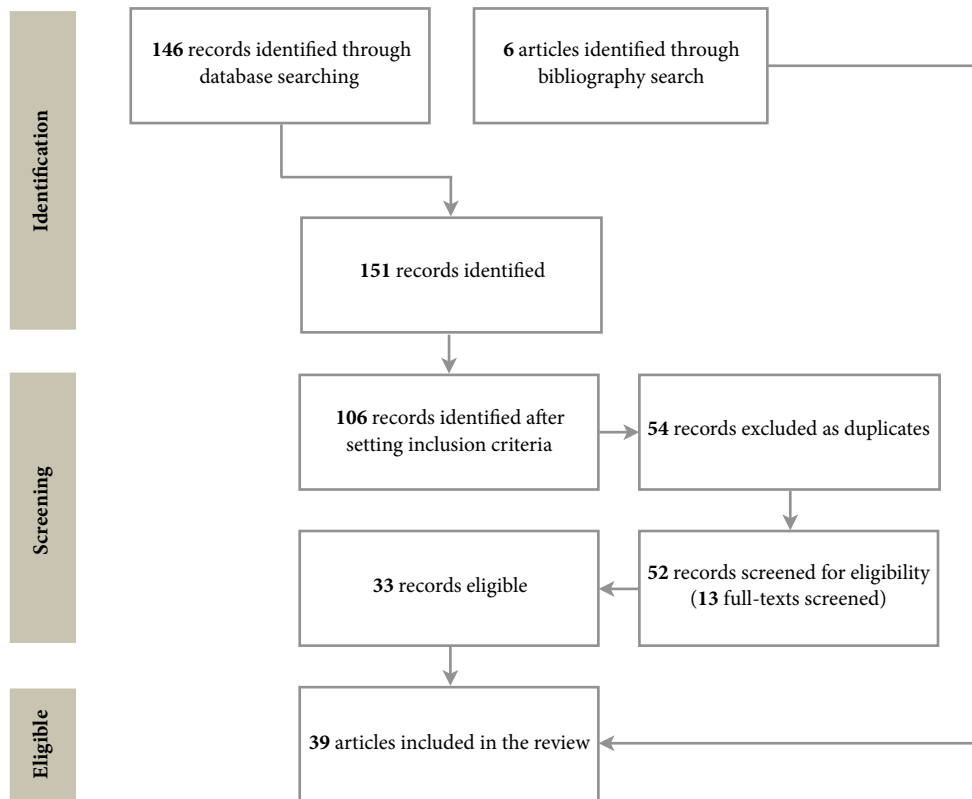 Identification
146 records identified through
database searching
6 articles identified through
bibliography search
151 records identified
Screening
106 records identified after
setting inclusion criteria
54 records excluded as duplicates
33 records eligible
52 records screened for eligibility
(13 full-texts screened)
Eligible
39 articles included in the review